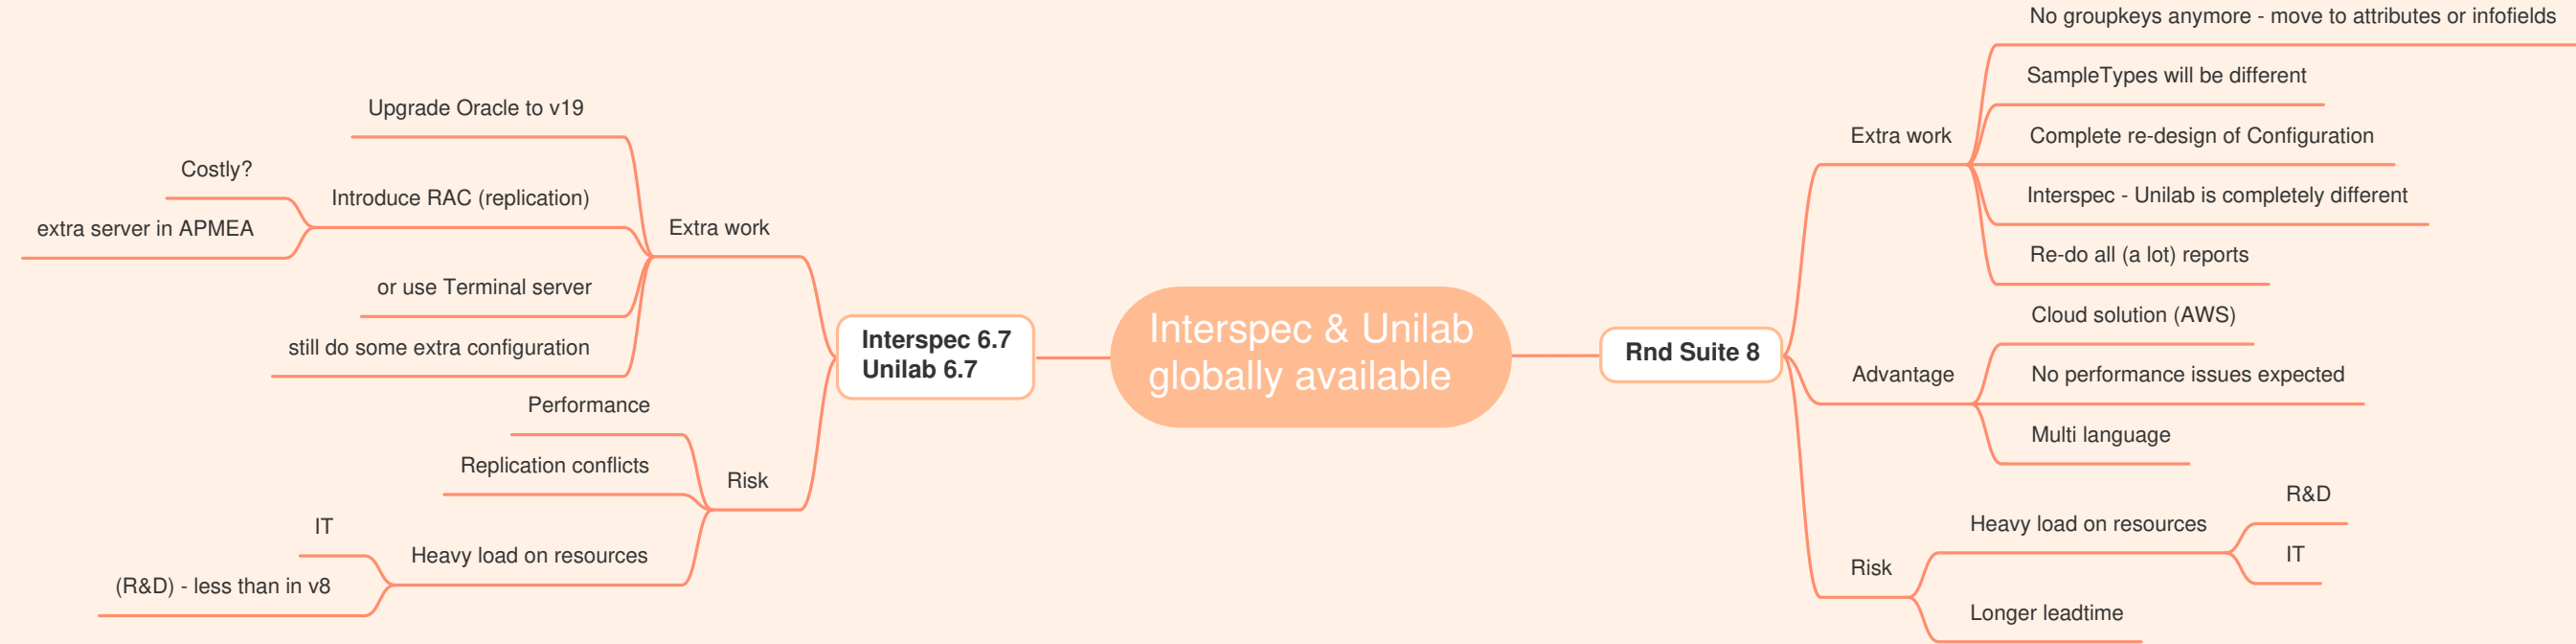 Interspec & Unilab
globally available
Interspec 6.7
Unilab 6.7
Extra work
Upgrade Oracle to v19
Introduce RAC (replication)
Costly?
extra server in APMEA
or use Terminal server
still do some extra configuration
Risk
Performance
Replication conflicts
Heavy load on resources
IT
(R&D) - less than in v8
Rnd Suite 8
Extra work
No groupkeys anymore - move to attributes or infofields
SampleTypes will be different
Complete re-design of Configuration
Interspec - Unilab is completely different
Re-do all (a lot) reports
Advantage
Cloud solution (AWS)
No performance issues expected
Multi language
Risk
Heavy load on resources
R&D
IT
Longer leadtime